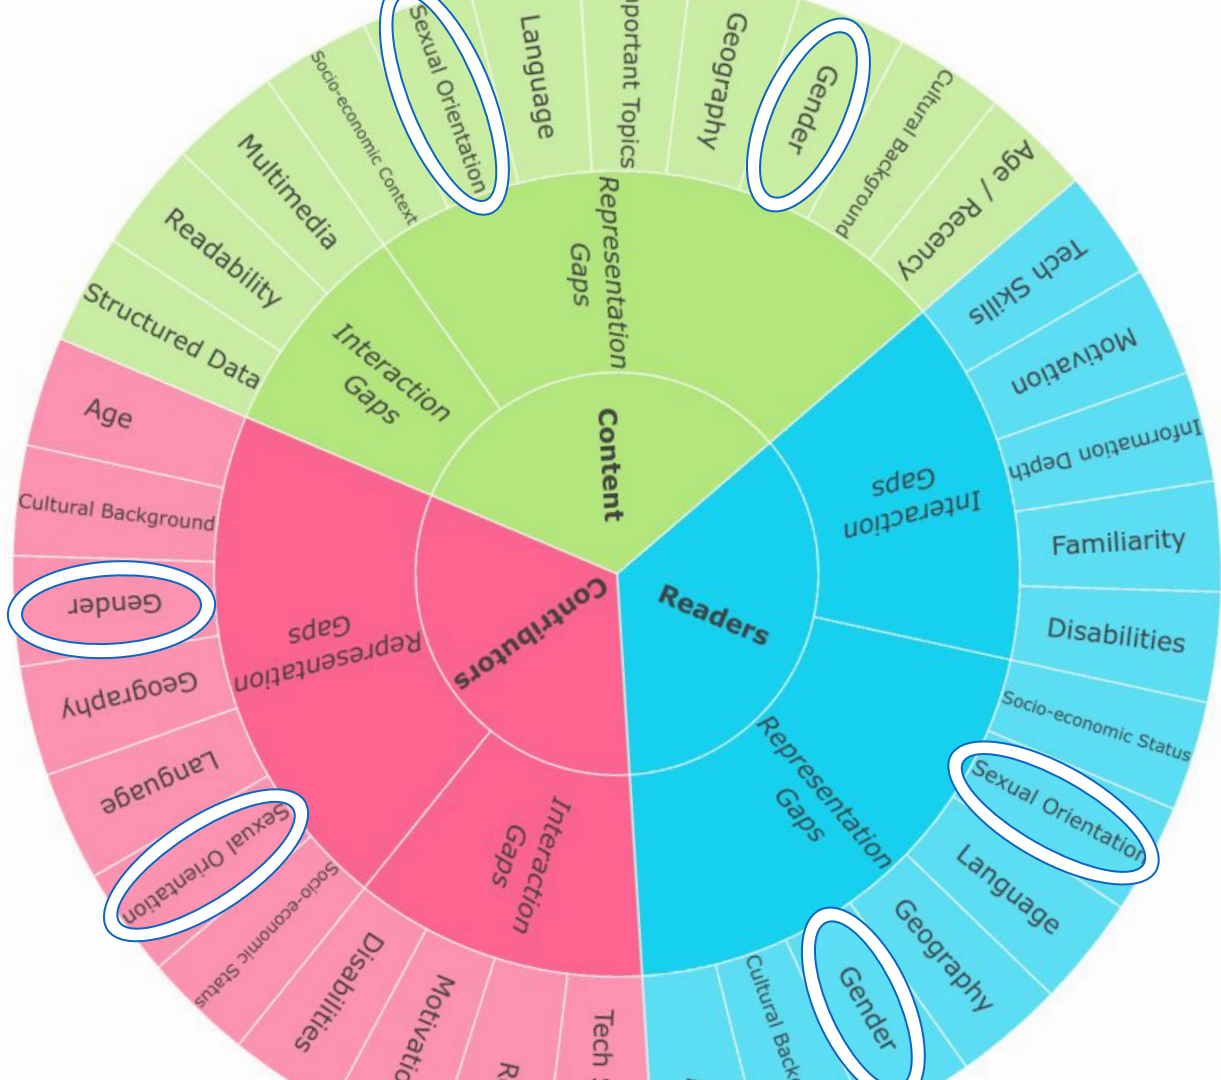 Content
Representation
Gaps
Interaction
Gaps
Structured Data
Readability
Multimedia
Socio-economic Context
Sexual Orientation
Language
portant Topics
Geography
Gender
Cultural Background
Age / Recency
Readers
Interaction
Gaps
Representation
Gaps
Tech Skills
Motivation
Information Depth
Familiarity
Disabilities
Socio-economic Status
Sexual Orientation
Language
Geography
Gender
Cultural Back
Contributors
Interaction
Gaps
Representation
Gaps
Tech S
R
Motivatio
Disabilities
Socio-economic Status
Sexual Orientation
Language
Geography
Gender
Cultural Background
Age